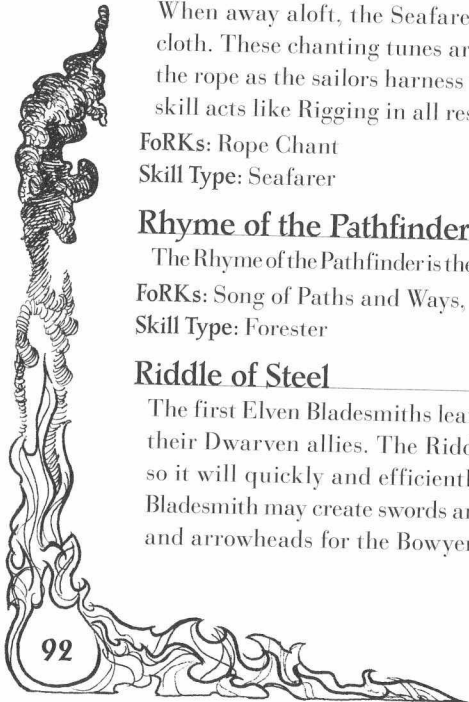 When away aloft, the Seafare
cloth. These chanting tunes ar
the rope as the sailors harness
skill acts like Rigging in all res
FoRKs: Rope Chant
Skill Type: Seafarer
Rhyme of the Pathfinder
The Rhyme of the Pathfinder is the
FoRKs: Song of Paths and Ways,
Skill Type: Forester
Riddle of Steel
The first Elven Bladesmiths lea
their Dwarven allies. The Ridd
so it will quickly and efficientl
Bladesmith may create swords a
and arrowheads for the Bowye
92